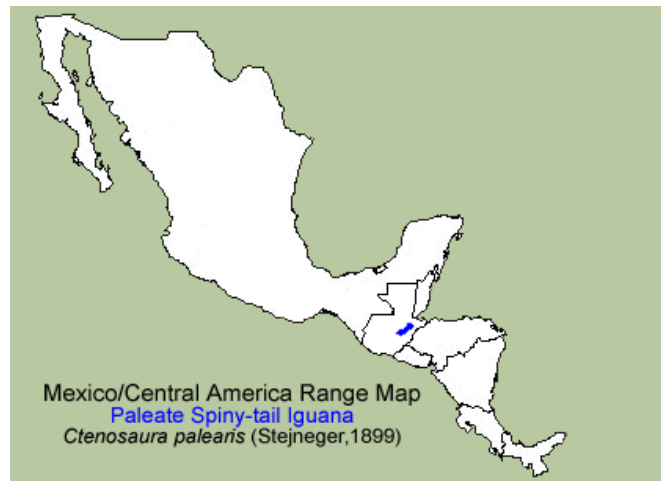 Mexico/Central America Range Map
Paleate Spiny-tail Iguana
Ctenosaura palearis (Stejneger,1899)